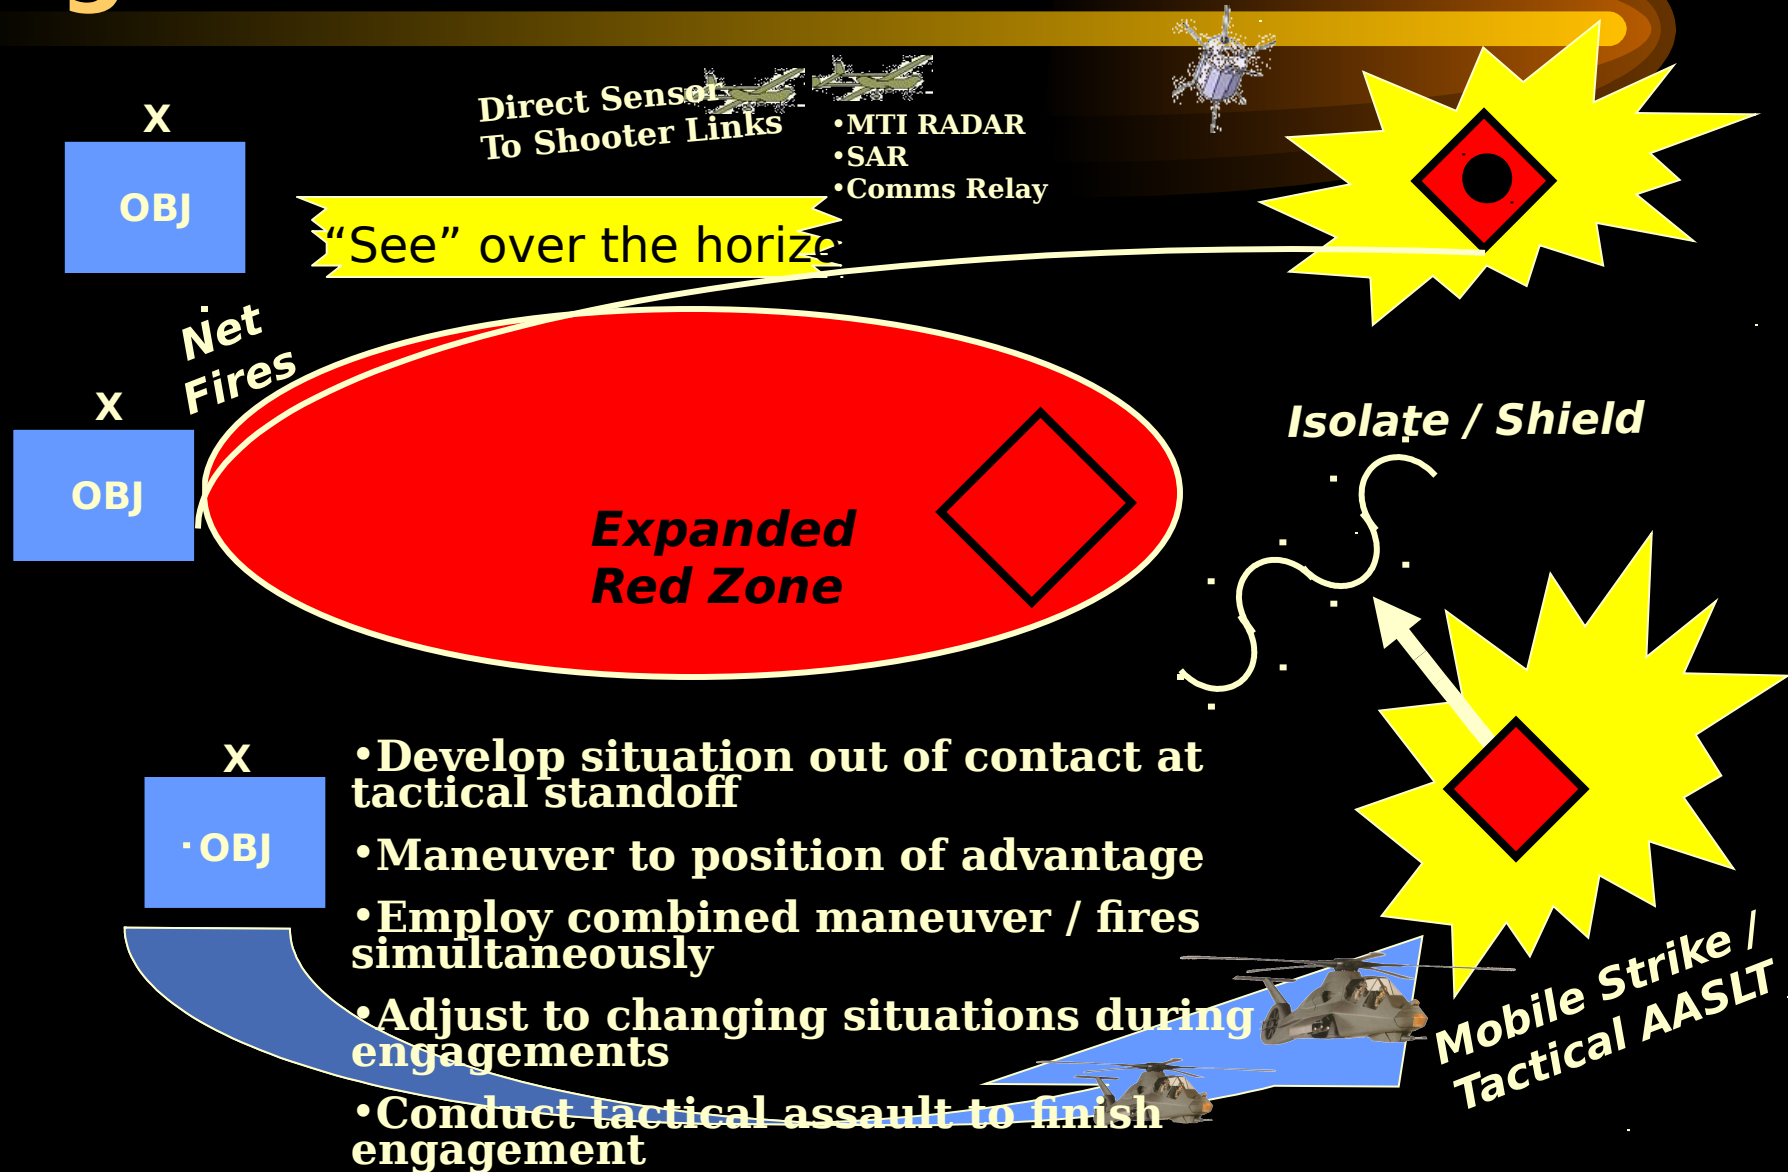 Direct Sensor
To Shooter Links
•MTI RADAR
•SAR
•Comms Relay
X
OBJ
“See” over the
Net
Fires
X
OBJ
Isolate / Shield
Expanded
Red Zone
X
OBJ
•Develop situation out of contact at
tactical standoff
•Maneuver to position of advantage
•Employ combined maneuver / fires
simultaneously
•Adjust to changing situations during
engagements
•Conduct tactical assault to finish
engagement
Mobile Strike /
Tactical AASLT